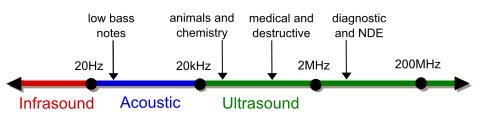 low bass
notes
animals and
chemistry
medical and
destructive
diagnostic
and NDE
20Hz
20kHz
2MHz
200MHz
Infrasound
Acoustic
Ultrasound